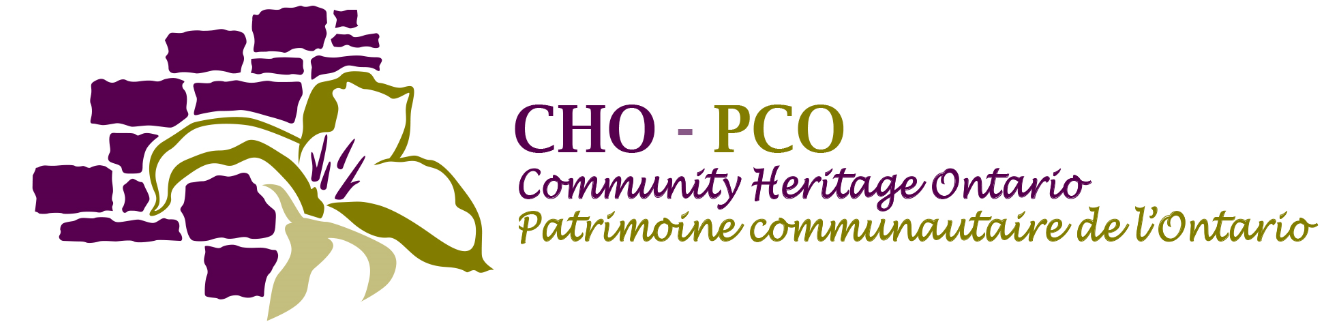 CHO - PCO
Community Heritage Ontario
Patrimoine communautaire de l'Ontario